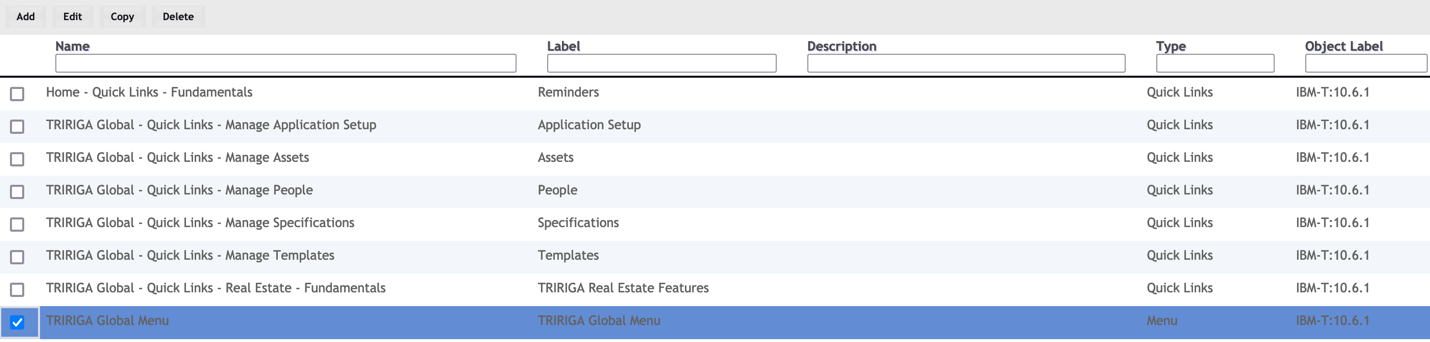 Add Edit Copy Delete
Name Label Description Type Object Label
Home - Quick Links - Fundamentals Reminders Quick Links IBM-T:10.6.1
TRIRIGA Global - Quick Links - Manage Application Setup Application Setup Quick Links IBM-T:10.6.1
TRIRIGA Global - Quick Links - Manage Assets Assets Quick Links IBM-T:10.6.1
TRIRIGA Global - Quick Links - Manage People People Quick Links IBM-T:10.6.1
TRIRIGA Global - Quick Links - Manage Specifications Specifications Quick Links IBM-T:10.6.1
TRIRIGA Global - Quick Links - Manage Templates Templates Quick Links IBM-T:10.6.1
TRIRIGA Global - Quick Links - Real Estate - Fundamentals TRIRIGA Real Estate Features Quick Links IBM-T:10.6.1
TRIRIGA Global Menu TRIRIGA Global Menu Menu IBM-T:10.6.1